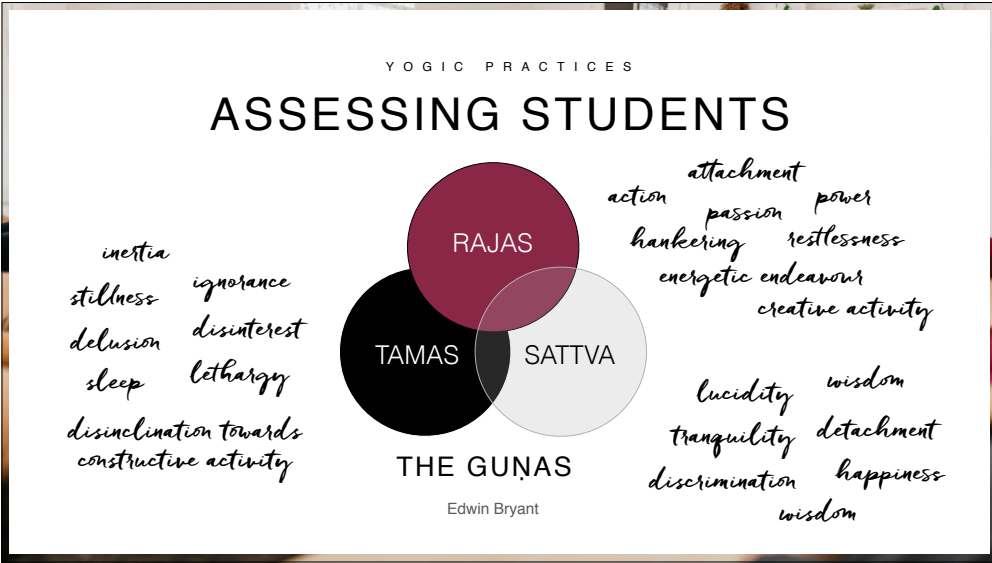 YOGIC PRACTICES
ASSESSING STUDENTS
RAJAS
TAMAS
SATTVA
THE GUṆAS
Edwin Bryant
inertia
stillness
ignorance
delusion
disinterest
sleep
lethargy
disinclination towards
constructive activity
attachment
action
power
passion
hankering
restlessness
energetic endeavour
creative activity
lucidity
wisdom
tranquility
detachment
discrimination
happiness
wisdom